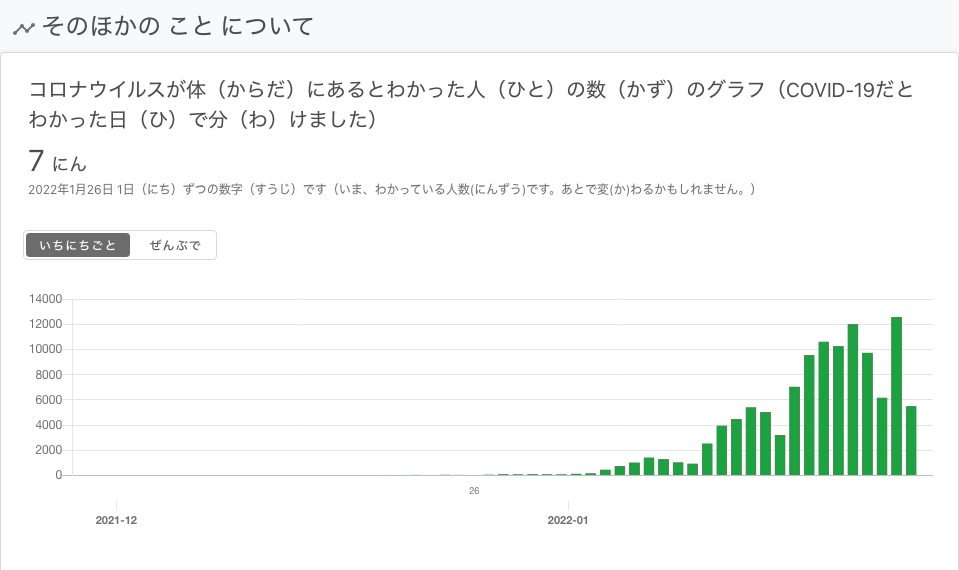 そのほかの こと について
コロナウイルスが体（からだ）にあるとわかった人（ひと）の数（かず）のグラフ（COVID-19だと
わかった日（ひ）で分（わ）けました）
7 にん
2022年1月26日 1日（にち）ずつの数字（すうじ）です（いま、わかっている人数(にんずう)です。あとで変(か)わるかもしれません。）
いちにちごと ぜんぶで
14000
12000
10000
8000
6000
4000
2000
0
26
2021-12 2022-01